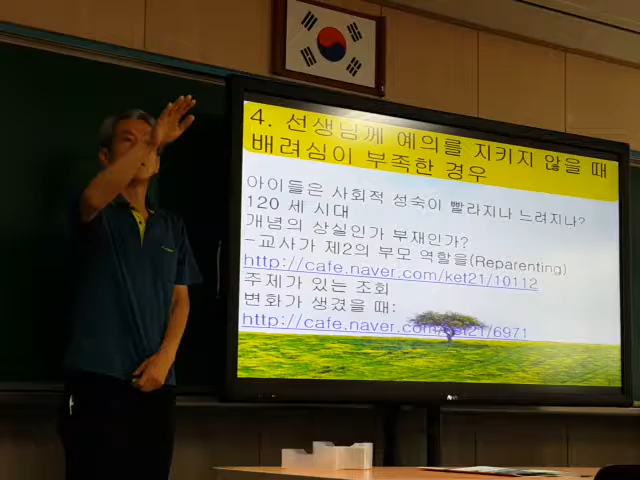 4. 선생님께 예의를 지키지 않을 때
배려심이 부족한 경우
아이들은 사회적 성숙이 빨라지나 느려지나?
120 세 시대
개념의 상실인가 부재인가?
-교사가 제2의 부모 역할을(Reparenting)
http://cafe.naver.com/ket21/10112
주제가 있는 조회
변화가 생겼을 때:
http://cafe.naver.com/ket21/6971